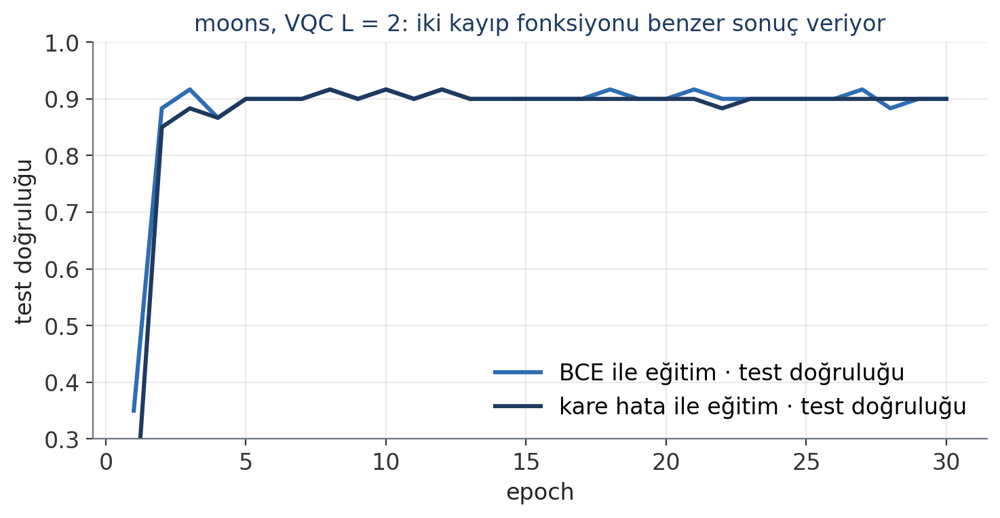 moons, VQC L = 2: iki kayıp fonksiyonu benzer sonuç veriyor
1.0
0.9
0.8
0.7
0.6
0.5
0.4
0.3
test doğruluğu
BCE ile eğitim · test doğruluğu
kare hata ile eğitim · test doğruluğu
0 5 10 15 20 25 30
epoch